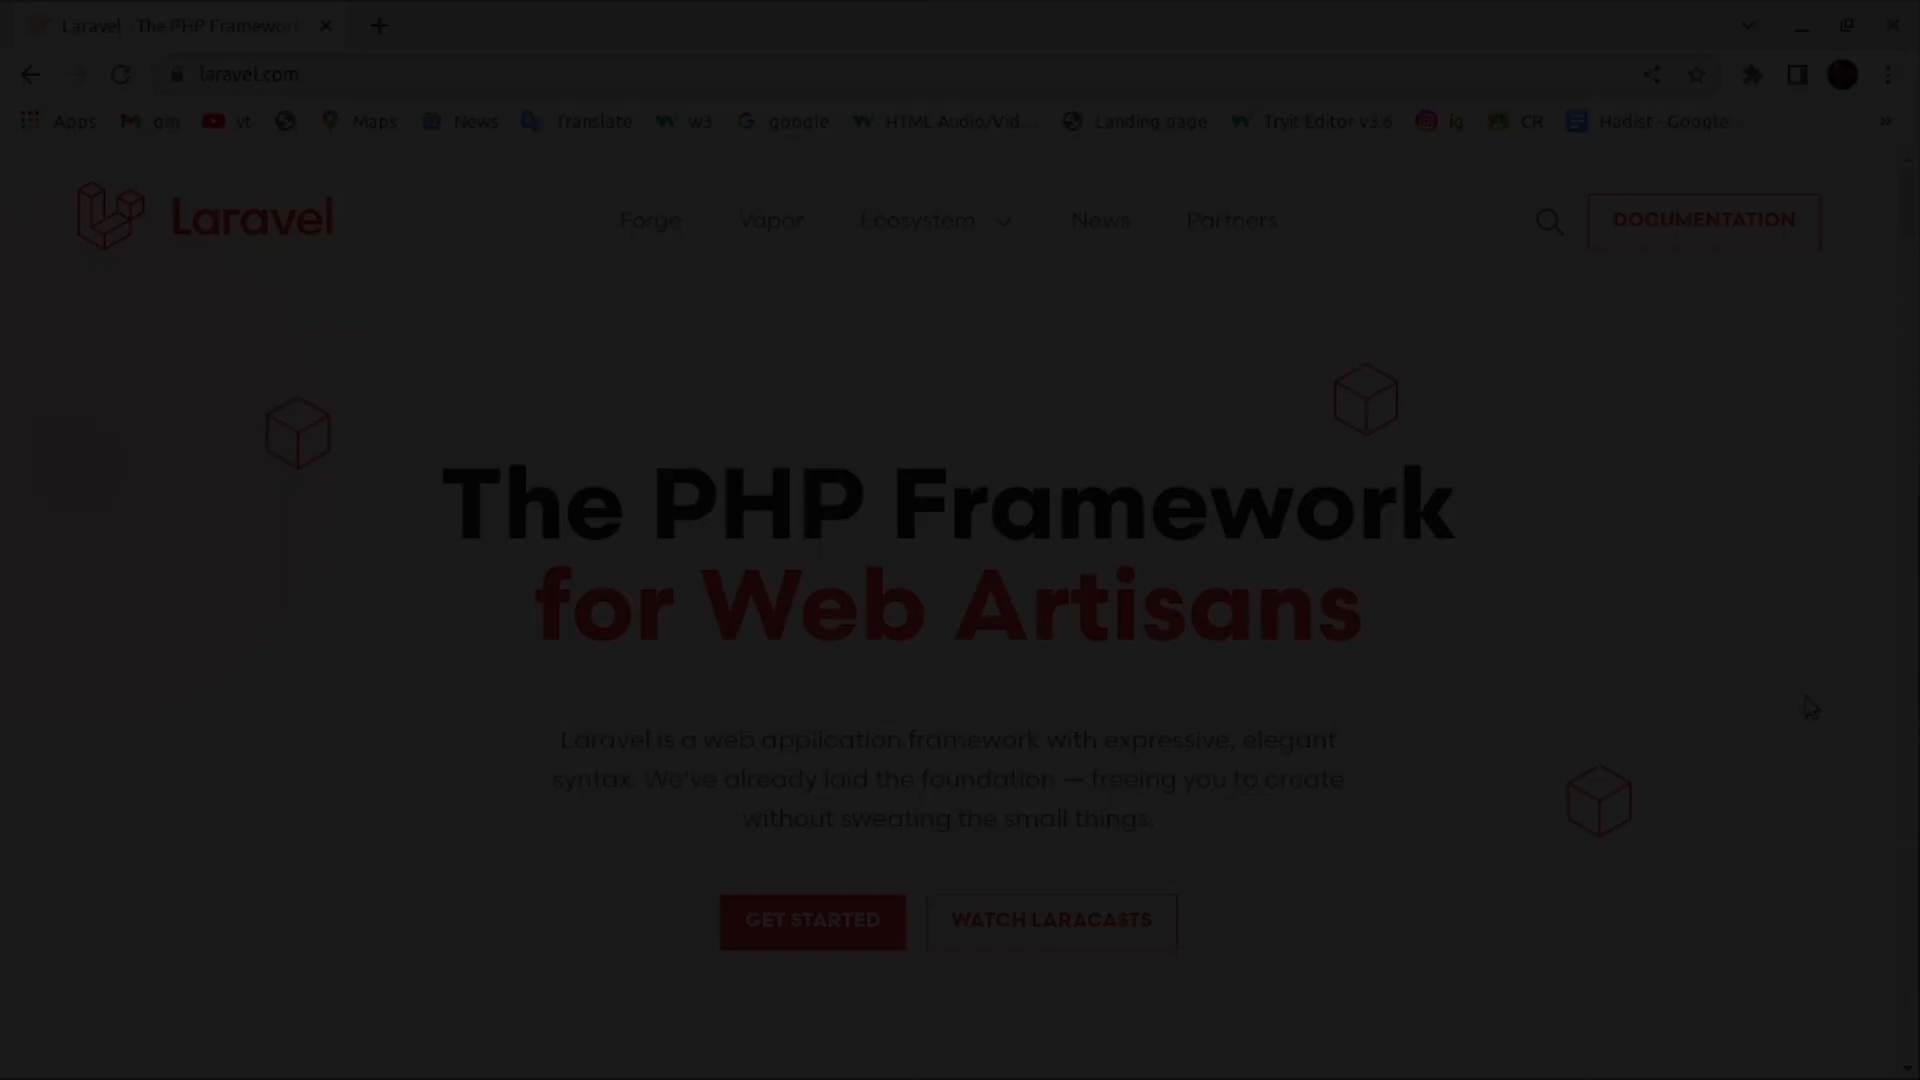 Laravel - The PHP Framework
laravel.com
Apps gm yt Maps News Translate w3 google HTML Audio/Vid... Landing page Tryit Editor v3.6 ig CR Hadist - Google
Laravel Forge Vapor Ecosystem News Partners DOCUMENTATION
The PHP Framework
for Web Artisans
Laravel is a web application framework with expressive, elegant
syntax. We've already laid the foundation — freeing you to create
without sweating the small things.
GET STARTED WATCH LARACASTS